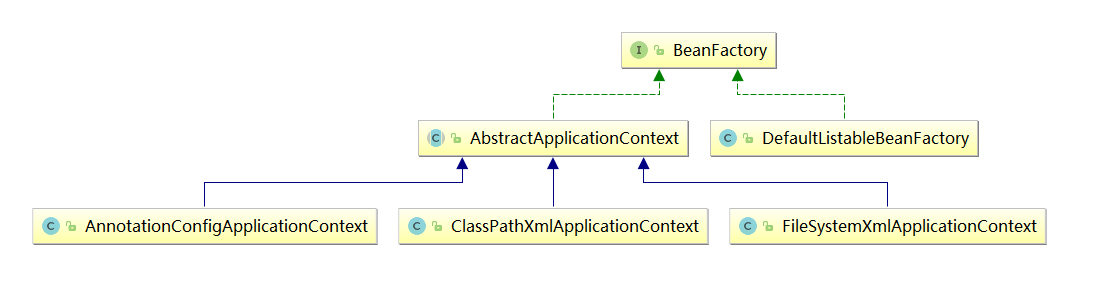 I BeanFactory
C AbstractApplicationContext
C DefaultListableBeanFactory
C AnnotationConfigApplicationContext
C ClassPathXmlApplicationContext
C FileSystemXmlApplicationContext